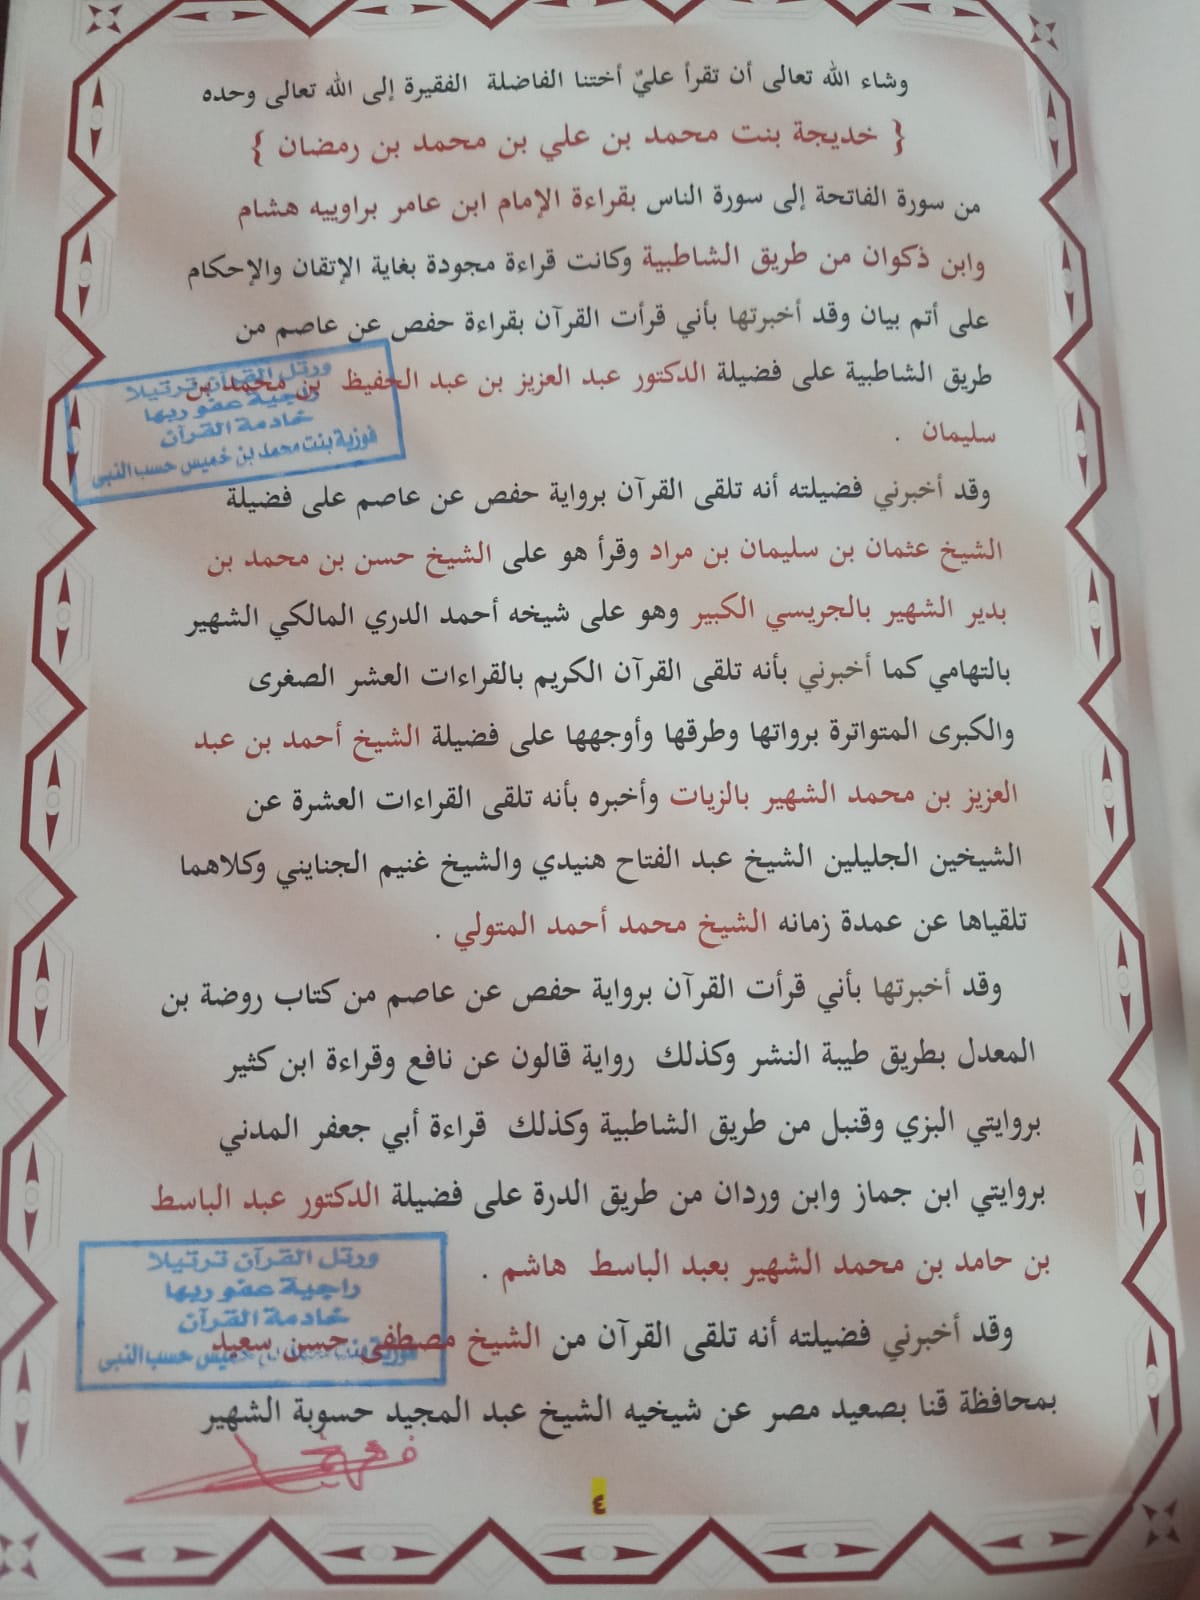 وشاء الله تعالى أن تقرأ عليّ أختنا الفاضلة الفقيرة إلى الله تعالى وحده
{ خديجة بنت محمد بن علي بن محمد بن رمضان }
من سورة الفاتحة إلى سورة الناس بقراءة الإمام ابن عامر براوييه هشام
وابن ذكوان من طريق الشاطبية وكانت قراءة مجودة بغاية الإتقان والإحكام
على أتم بيان وقد أخبرتها بأني قرأت القرآن بقراءة حفص عن عاصم من
طريق الشاطبية على فضيلة الدكتور عبد العزيز بن عبد الحفيظ بن محمد بن
سليمان .
ورتل القرآن ترتيلا
راجية عفو ربها
خادمة القرآن
فوزية بنت محمد بن خميس حسب النبى
وقد أخبرني فضيلته أنه تلقى القرآن برواية حفص عن عاصم على فضيلة
الشيخ عثمان بن سليمان بن مراد وقرأ هو على الشيخ حسن بن محمد بن
بدير الشهير بالجريسي الكبير وهو على شيخه أحمد الدري المالكي الشهير
بالتهامي كما أخبرني بأنه تلقى القرآن الكريم بالقراءات العشر الصغرى
والكبرى المتواترة برواتها وطرقها وأوجهها على فضيلة الشيخ أحمد بن عبد
العزيز بن محمد الشهير بالزيات وأخبره بأنه تلقى القراءات العشرة عن
الشيخين الجليلين الشيخ عبد الفتاح هنيدي والشيخ غنيم الجنايني وكلاهما
تلقياها عن عمدة زمانه الشيخ محمد أحمد المتولي .
وقد أخبرتها بأني قرأت القرآن برواية حفص عن عاصم من كتاب روضة بن
المعدل بطريق طيبة النشر وكذلك رواية قالون عن نافع وقراءة ابن كثير
بروايتي البزي وقنبل من طريق الشاطبية وكذلك قراءة أبي جعفر المدني
بروايتي ابن جماز وابن وردان من طريق الدرة على فضيلة الدكتور عبد الباسط
بن حامد بن محمد الشهير بعبد الباسط هاشم .
ورتل القرآن ترتيلا
راجية عفو ربها
خادمة القرآن
فوزية بنت محمد بن خميس حسب النبى
وقد أخبرني فضيلته أنه تلقى القرآن من الشيخ مصطفى حسن سعيد
بمحافظة قنا بصعيد مصر عن شيخيه الشيخ عبد المجيد حسوبة الشهير
٤